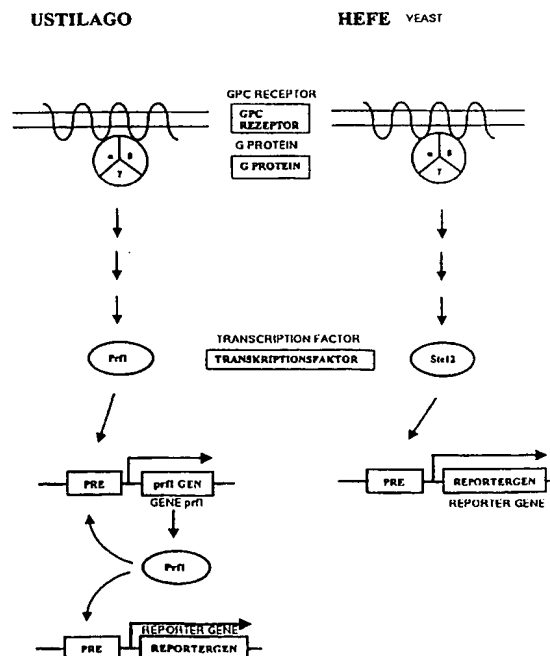 USTILAGO
HEFE YEAST
GPC RECEPTOR
GPC
REZEPTOR
G PROTEIN
G PROTEIN
α β
γ
α β
γ
TRANSCRIPTION FACTOR
Prf1
TRANSKRIPTIONSFAKTOR
Ste12
PRE
prf1 GEN
GENE prf1
PRE
REPORTERGEN
REPORTER GENE
Prf1
REPORTER GENE
PRE
REPORTERGEN